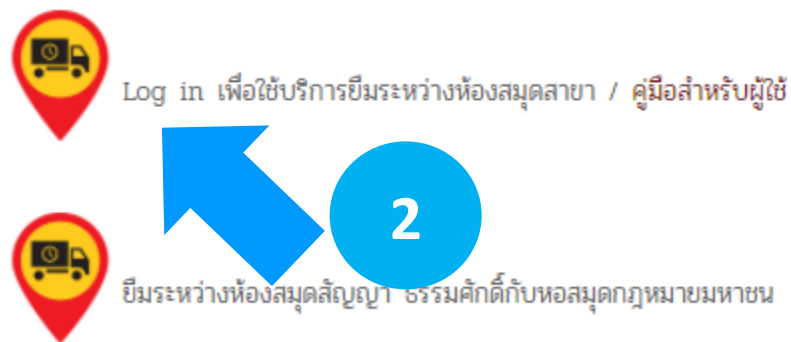 Log in เพื่อใช้บริการยืมระหว่างห้องสมุดสาขา / คู่มือสำหรับผู้ใช้
2
ยืมระหว่างห้องสมุดสัญญา ธรรมศักดิ์กับหอสมุดกฎหมายมหาชน